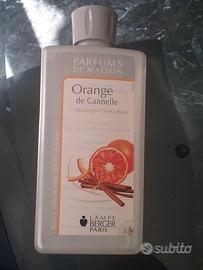 PARFUMS
DE MAISON
Orange
de Cannelle
Orange Cinnamon
LAMPE
BERGER
PARIS
subito